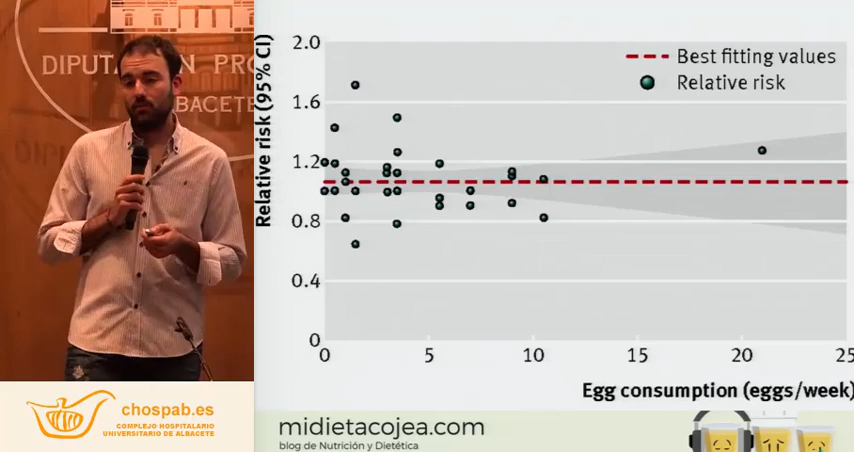 DIPUTA
N PRO
ALBACETE
chospab.es
COMPLEJO HOSPITALARIO
UNIVERSITARIO DE ALBACETE
Relative risk (95% CI)
2.0
1.6
1.2
0.8
0.4
0
Best fitting values
Relative risk
0
5
10
15
20
25
Egg consumption (eggs/week)
midietacojea.com
blog de Nutrición y Dietética